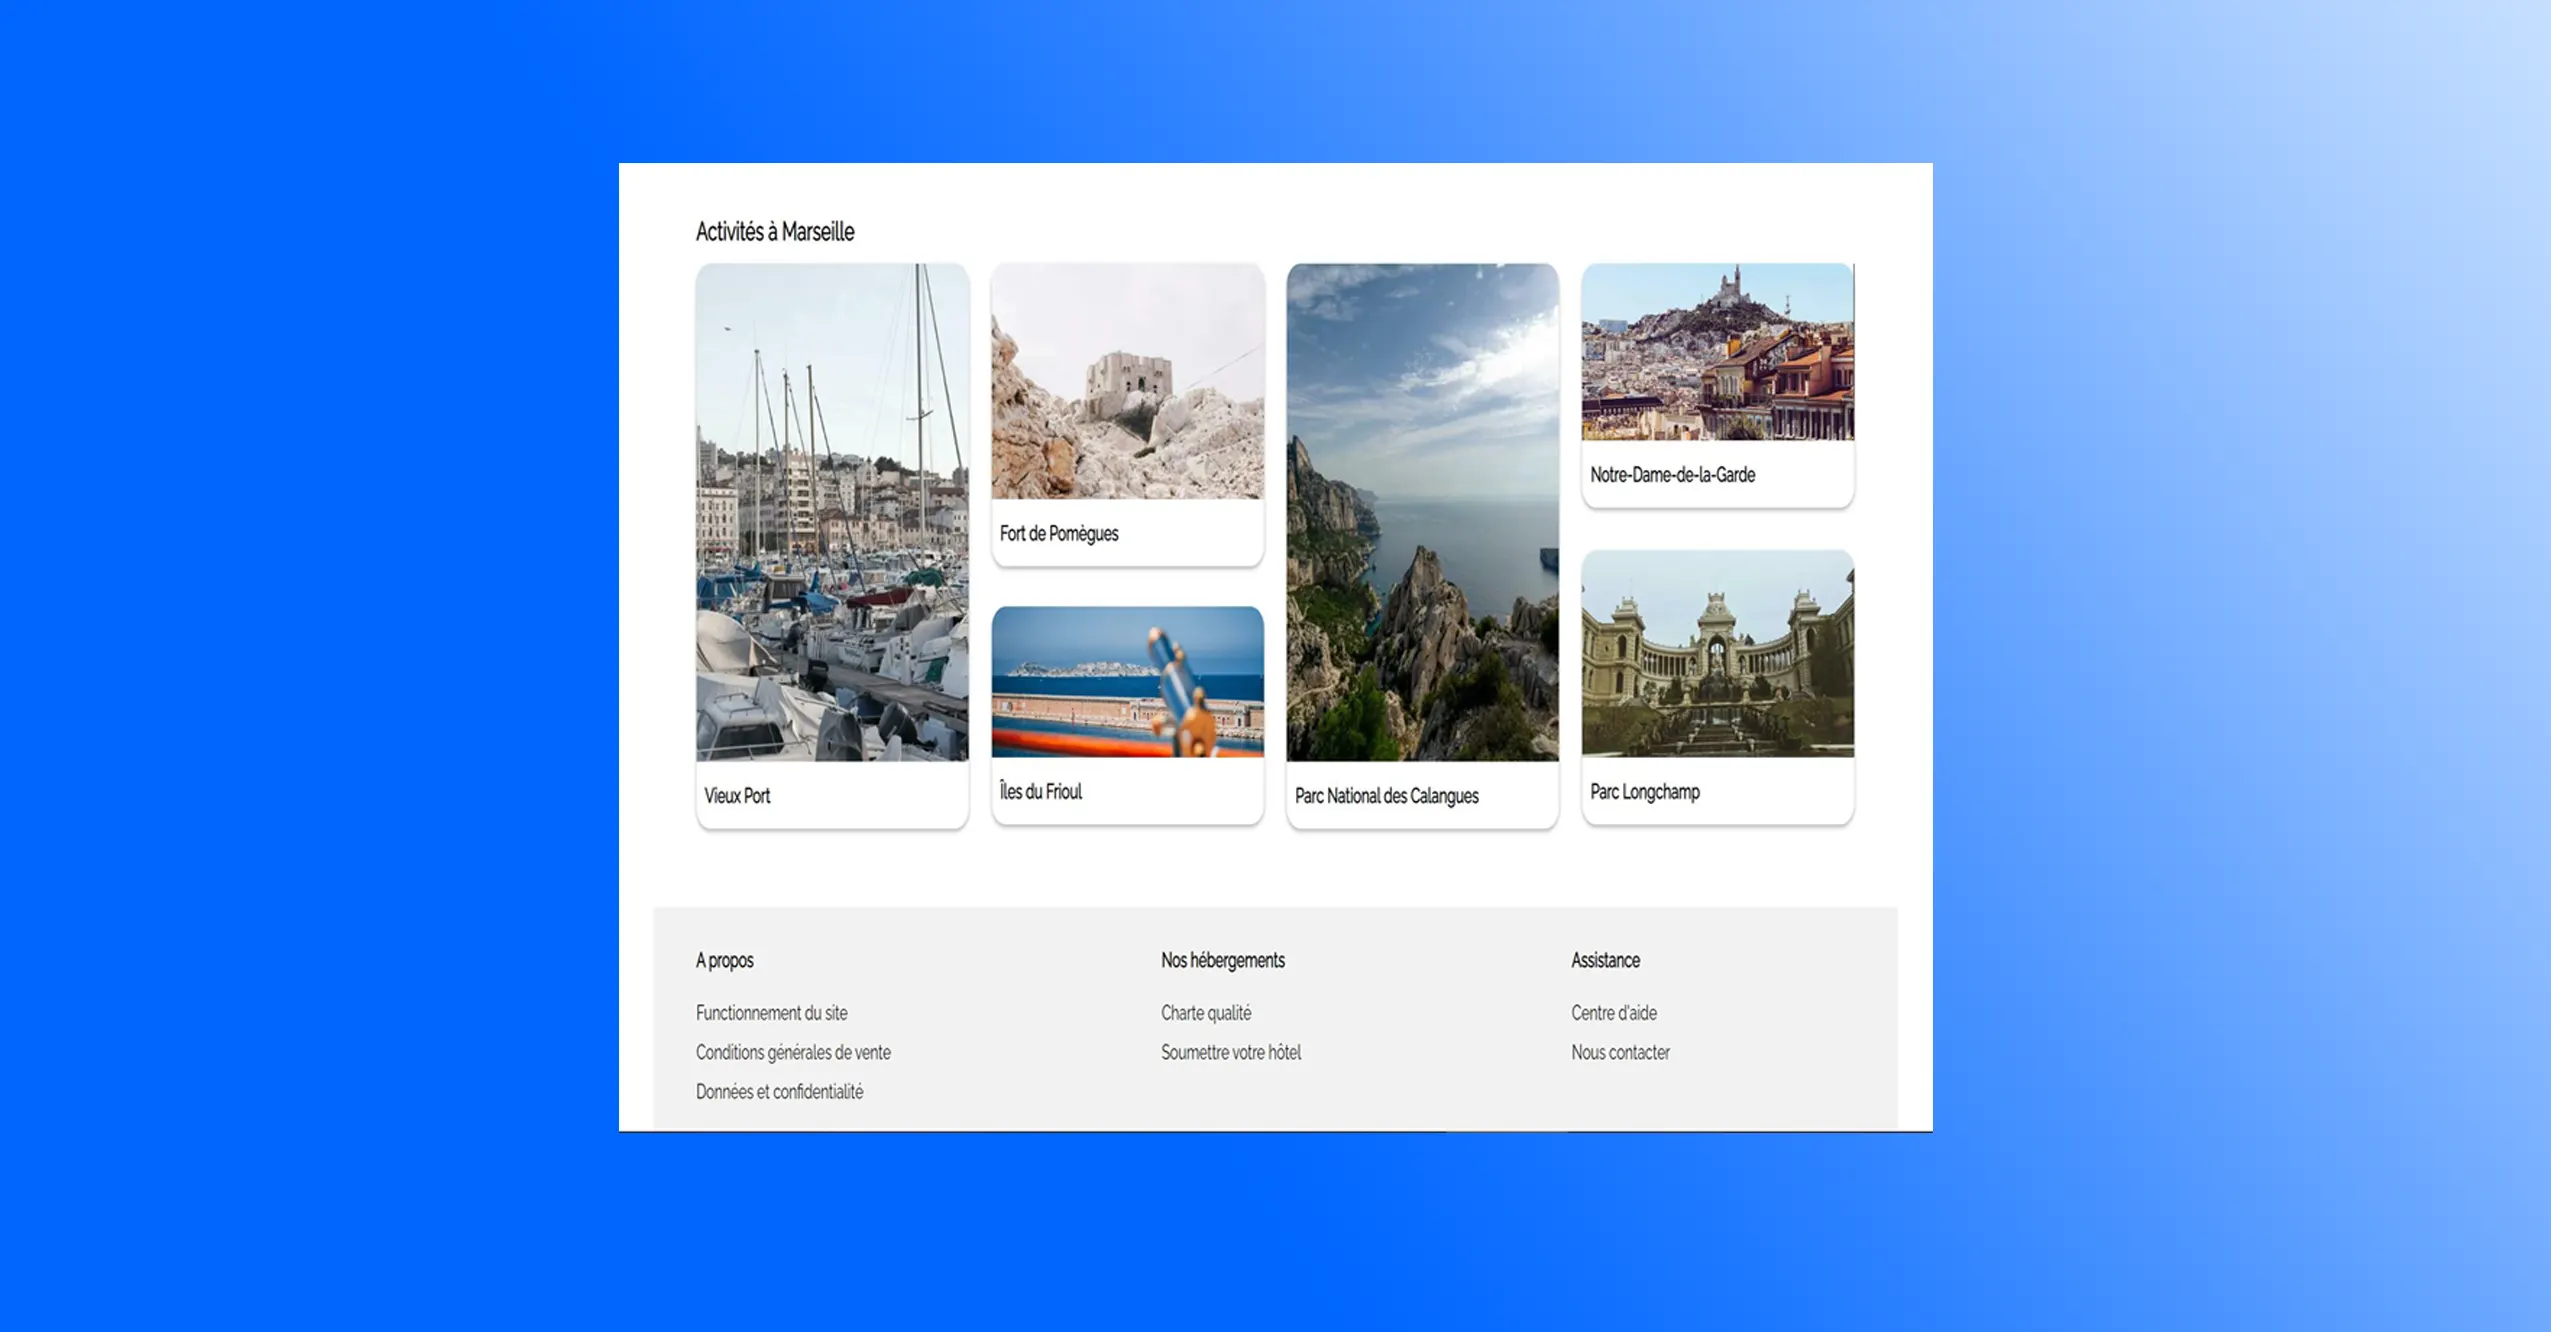 Activités à Marseille
Vieux Port
Fort de Pomègues
Îles du Frioul
Parc National des Calangues
Notre-Dame-de-la-Garde
Parc Longchamp
A propos
Functionnement du site
Conditions générales de vente
Données et confidentialité
Nos hébergements
Charte qualité
Soumettre votre hôtel
Assistance
Centre d'aide
Nous contacter